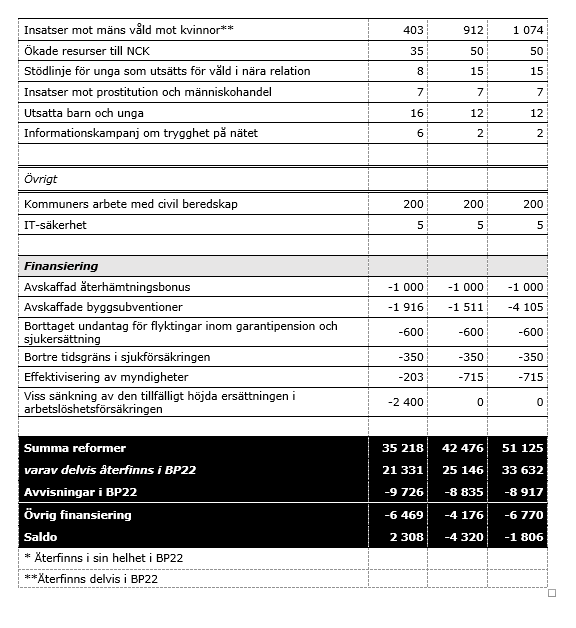 Insatser mot mäns våld mot kvinnor** 403 912 1 074
Ökade resurser till NCK 35 50 50
Stödlinje för unga som utsätts för våld i nära relation 8 15 15
Insatser mot prostitution och människohandel 7 7 7
Utsatta barn och unga 16 12 12
Informationskampanj om trygghet på nätet 6 2 2
Övrigt
Kommuners arbete med civil beredskap 200 200 200
IT-säkerhet 5 5 5
Finansiering
Avskaffad återhämtningsbonus -1 000 -1 000 -1 000
Avskaffade byggsubventioner -1 916 -1 511 -4 105
Borttaget undantag för flyktingar inom garantipension och
sjukersättning -600 -600 -600
Bortre tidsgräns i sjukförsäkringen -350 -350 -350
Effektivisering av myndigheter -203 -715 -715
Viss sänkning av den tillfälligt höjda ersättningen i
arbetslöshetsförsäkringen -2 400 0 0
Summa reformer 35 218 42 476 51 125
varav delvis återfinns i BP22 21 331 25 146 33 632
Avvisningar i BP22 -9 726 -8 835 -8 917
Övrig finansiering -6 469 -4 176 -6 770
Saldo 2 308 -4 320 -1 806
* Återfinns i sin helhet i BP22
**Återfinns delvis i BP22